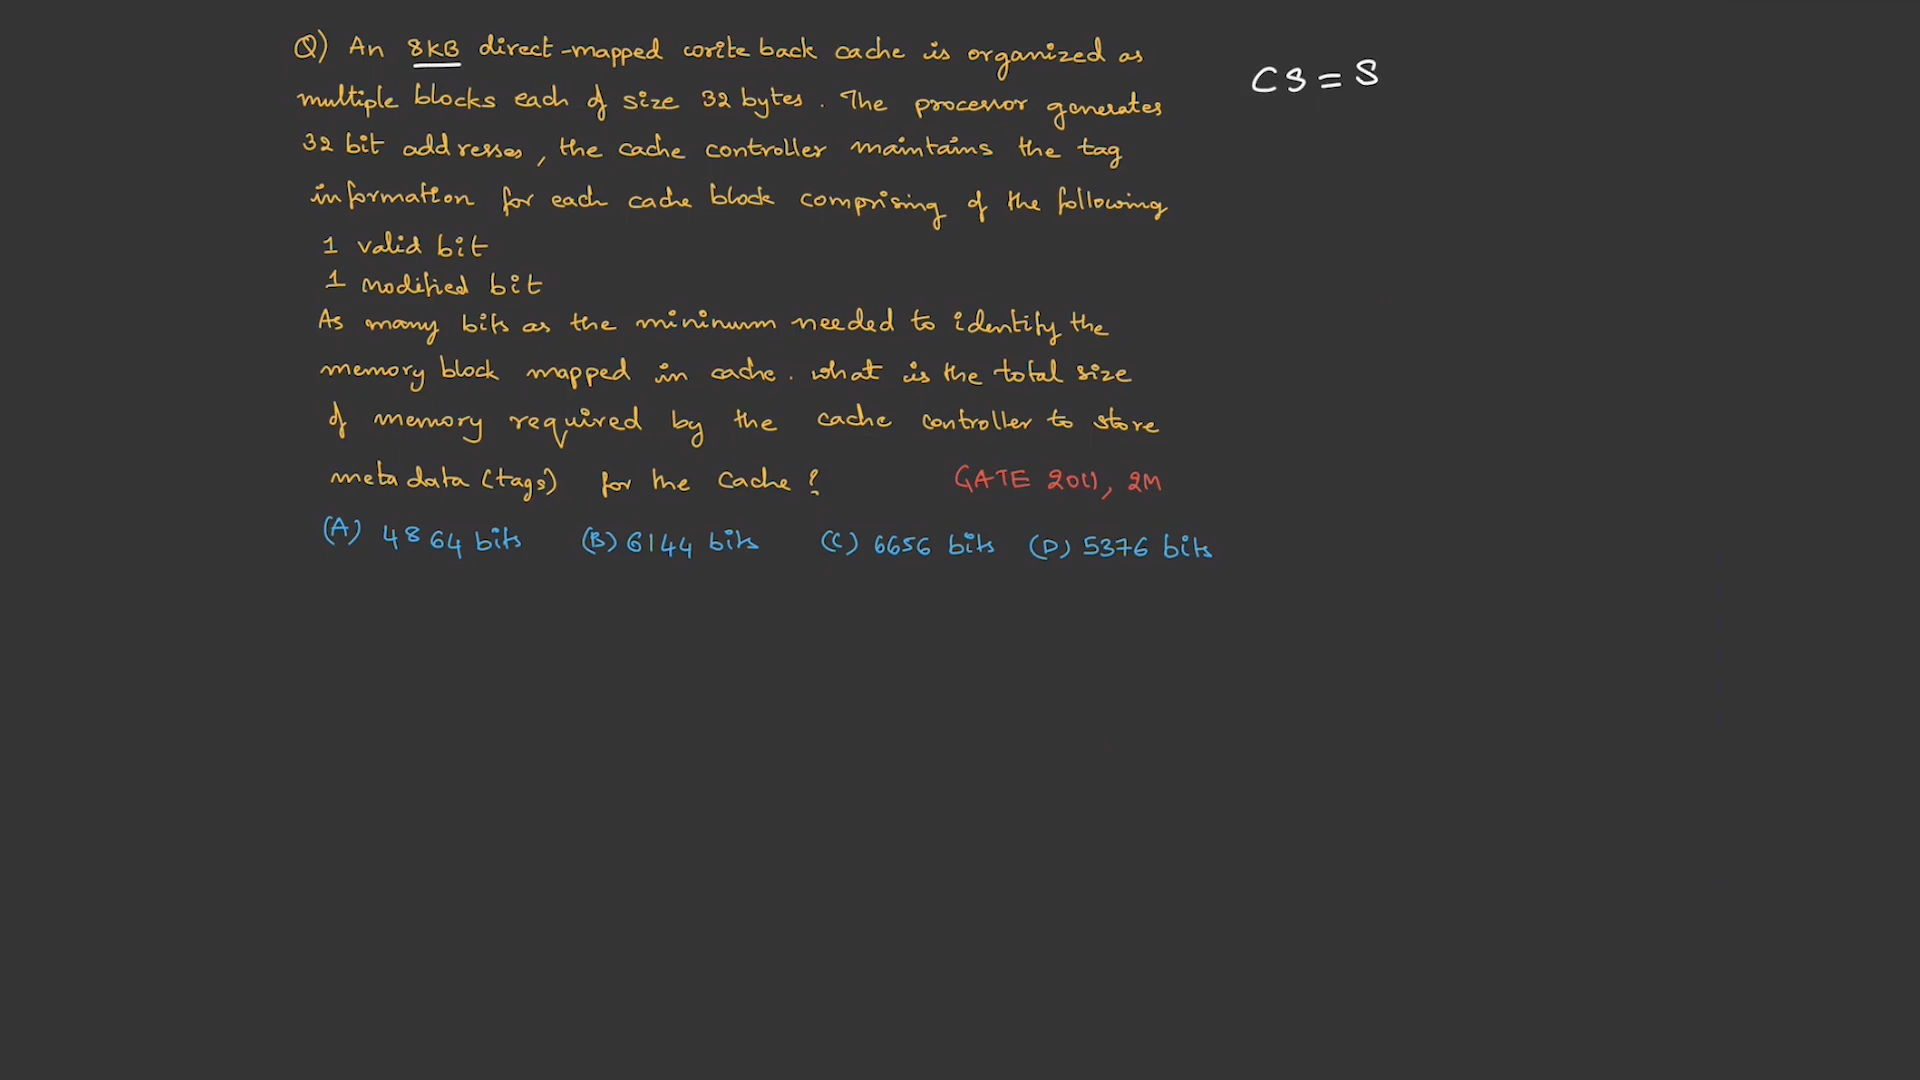 Q) An 8KB direct-mapped write back cache is organized as
multiple blocks each of size 32 bytes. The processor generates
32 bit addresses, the cache controller maintains the tag
information for each cache block comprising of the following
1 valid bit
1 modified bit
As many bits as the minimum needed to identify the
memory block mapped in cache. what is the total size
of memory required by the cache controller to store
meta data (tags) for the cache?
GATE 2011, 2M
(A) 4864 bits (B) 6144 bits (C) 6656 bits (D) 5376 bits
CS = 8